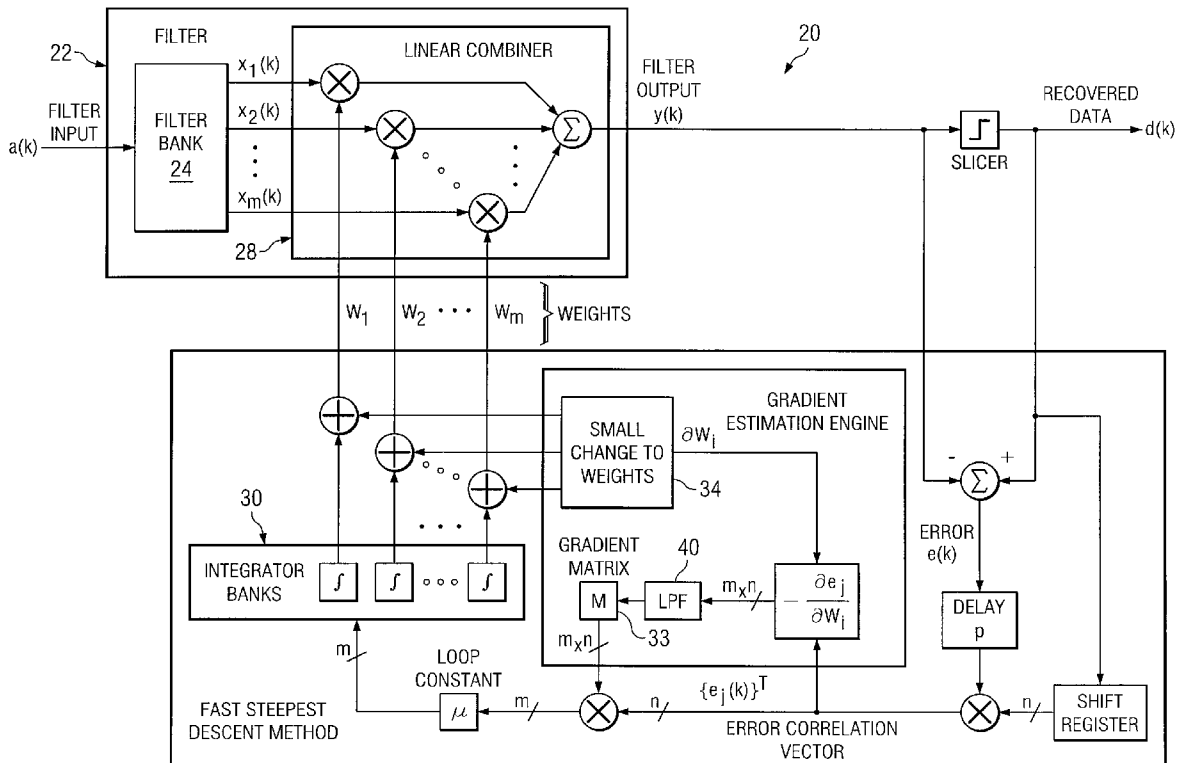 20
22
FILTER
LINEAR COMBINER
FILTER INPUT
a(k)
FILTER BANK 24
x₁(k)
x₂(k)
xₘ(k)
28
Σ
FILTER OUTPUT
y(k)
SLICER
RECOVERED DATA
d(k)
W₁
W₂
Wₘ
WEIGHTS
GRADIENT ESTIMATION ENGINE
SMALL CHANGE TO WEIGHTS
34
∂Wᵢ
- +
Σ
ERROR e(k)
30
INTEGRATOR BANKS
∫ ∫ ∫
GRADIENT MATRIX
M
33
40
LPF
mxn
− ∂eⱼ / ∂Wᵢ
DELAY p
mxn
m
LOOP CONSTANT
μ
m
n
{eⱼ(k)}ᵀ
ERROR CORRELATION VECTOR
n
SHIFT REGISTER
FAST STEEPEST DESCENT METHOD